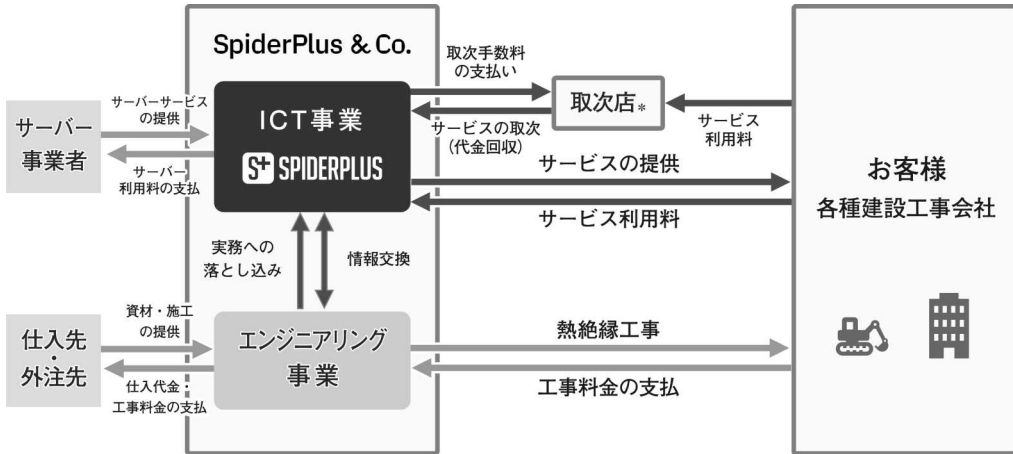 SpiderPlus & Co.
取次手数料
の支払い
サーバーサービス
の提供
サーバー
事業者
ICT事業
S+ SPIDERPLUS
取次店*
サービスの取次
(代金回収)
サービス
利用料
サーバー
利用料の支払
サービスの提供
サービス利用料
お客様
各種建設工事会社
実務への
落とし込み
情報交換
資材・施工
の提供
仕入先
・
外注先
エンジニアリング
事業
熱絶縁工事
仕入代金・
工事料金の支払
工事料金の支払